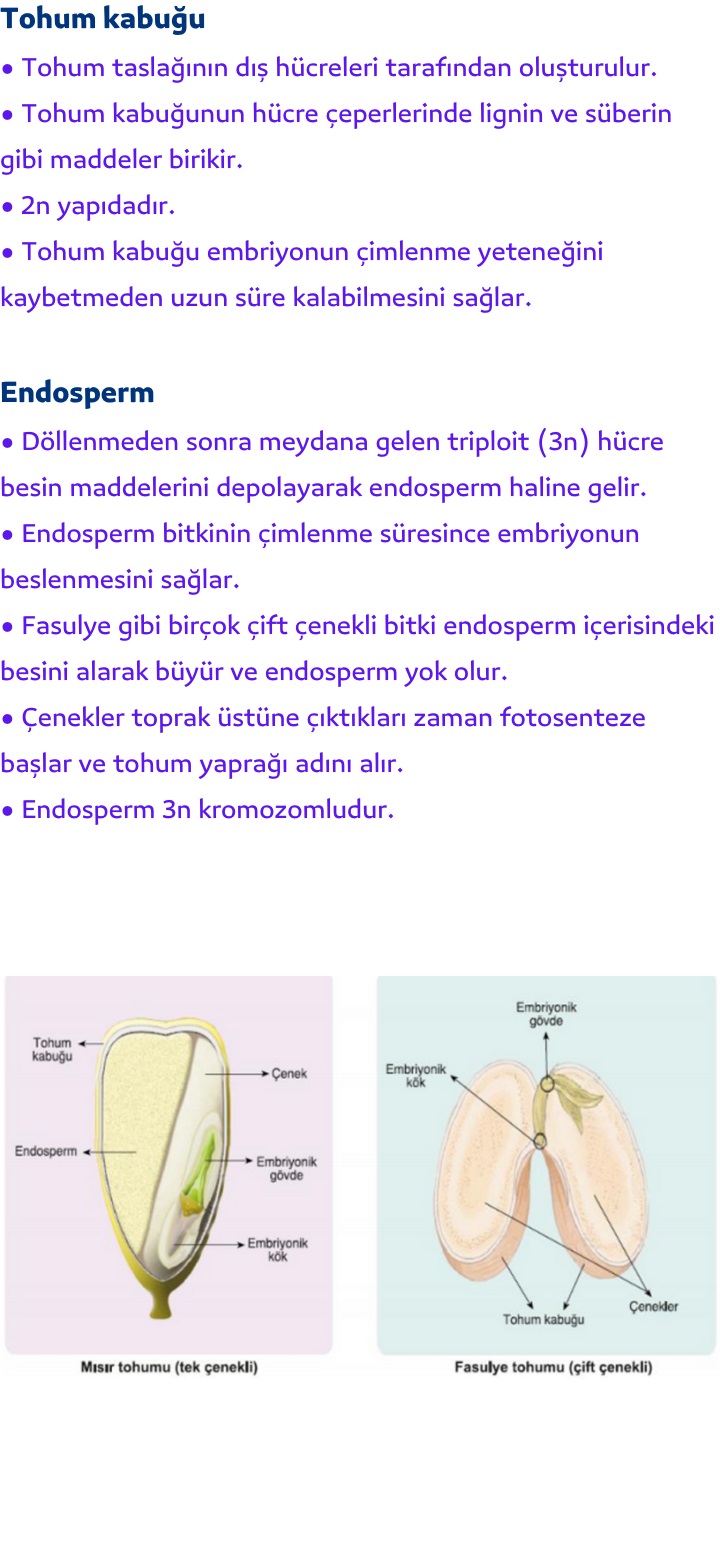 Tohum kabuğu
• Tohum taslağının dış hücreleri tarafından oluşturulur.
• Tohum kabuğunun hücre çeperlerinde lignin ve süberin
gibi maddeler birikir.
• 2n yapıdadır.
• Tohum kabuğu embriyonun çimlenme yeteneğini
kaybetmeden uzun süre kalabilmesini sağlar.
Endosperm
• Döllenmeden sonra meydana gelen triploit (3n) hücre
besin maddelerini depolayarak endosperm haline gelir.
• Endosperm bitkinin çimlenme süresince embriyonun
beslenmesini sağlar.
• Fasulye gibi birçok çift çenekli bitki endosperm içerisindeki
besini alarak büyür ve endosperm yok olur.
• Çenekler toprak üstüne çıktıkları zaman fotosenteze
başlar ve tohum yaprağı adını alır.
• Endosperm 3n kromozomludur.
Tohum
kabuğu
Çenek
Endosperm
Embriyonik
gövde
Embriyonik
kök
Mısır tohumu (tek çenekli)
Embriyonik
gövde
Embriyonik
kök
Çenekler
Tohum kabuğu
Fasulye tohumu (çift çenekli)